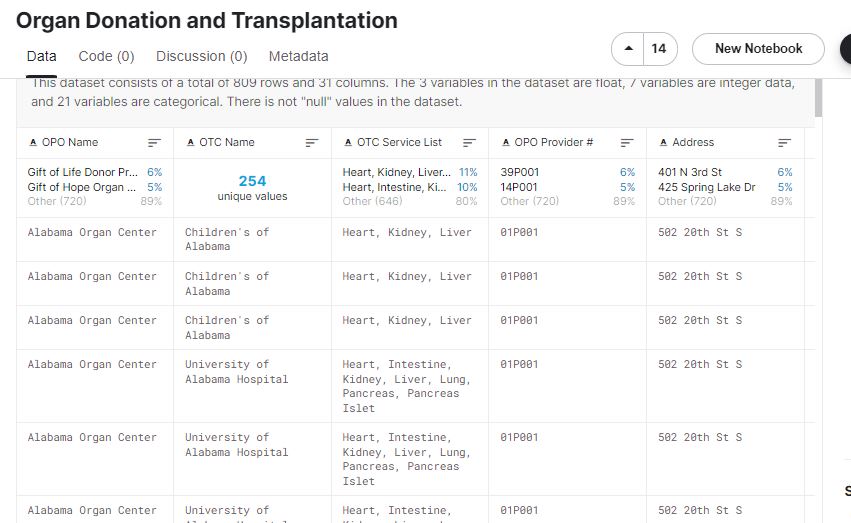 Organ Donation and Transplantation
Data Code (0) Discussion (0) Metadata
14 New Notebook
This dataset consists of a total of 809 rows and 31 columns. The 3 variables in the dataset are float, 7 variables are integer data,
and 21 variables are categorical. There is not "null" values in the dataset.
A OPO Name A OTC Name A OTC Service List A OPO Provider # A Address
Gift of Life Donor Pr... 6% 254 Heart, Kidney, Liver... 11% 39P001 6% 401 N 3rd St 6%
Gift of Hope Organ ... 5% unique values Heart, Intestine, Ki... 10% 14P001 5% 425 Spring Lake Dr 5%
Other (720) 89% Other (646) 80% Other (720) 89% Other (720) 89%
Alabama Organ Center Children's of Heart, Kidney, Liver 01P001 502 20th St S
Alabama
Alabama Organ Center Children's of Heart, Kidney, Liver 01P001 502 20th St S
Alabama
Alabama Organ Center Children's of Heart, Kidney, Liver 01P001 502 20th St S
Alabama
Alabama Organ Center University of Heart, Intestine, 01P001 502 20th St S
Alabama Hospital Kidney, Liver, Lung,
Pancreas, Pancreas
Islet
Alabama Organ Center University of Heart, Intestine, 01P001 502 20th St S
Alabama Hospital Kidney, Liver, Lung,
Pancreas, Pancreas
Islet
Alabama Organ Center University of Heart, Intestine, 01P001 502 20th St S